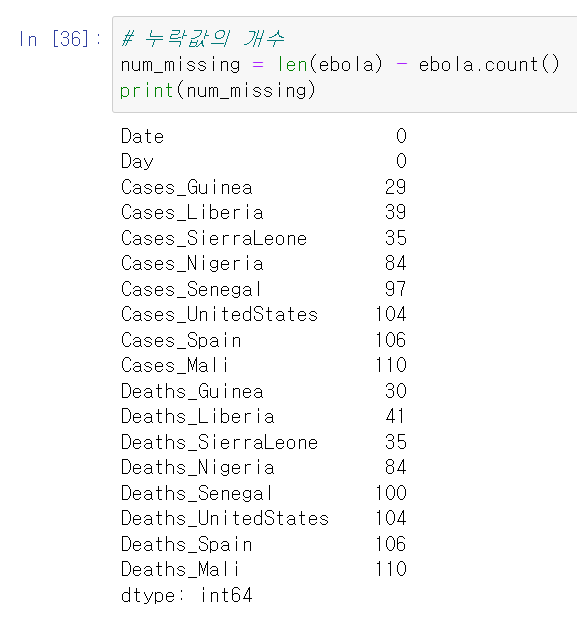 In [36]:
# 누락값의 개수
num_missing = len(ebola) - ebola.count()
print(num_missing)
Date 0
Day 0
Cases_Guinea 29
Cases_Liberia 39
Cases_SierraLeone 35
Cases_Nigeria 84
Cases_Senegal 97
Cases_UnitedStates 104
Cases_Spain 106
Cases_Mali 110
Deaths_Guinea 30
Deaths_Liberia 41
Deaths_SierraLeone 35
Deaths_Nigeria 84
Deaths_Senegal 100
Deaths_UnitedStates 104
Deaths_Spain 106
Deaths_Mali 110
dtype: int64